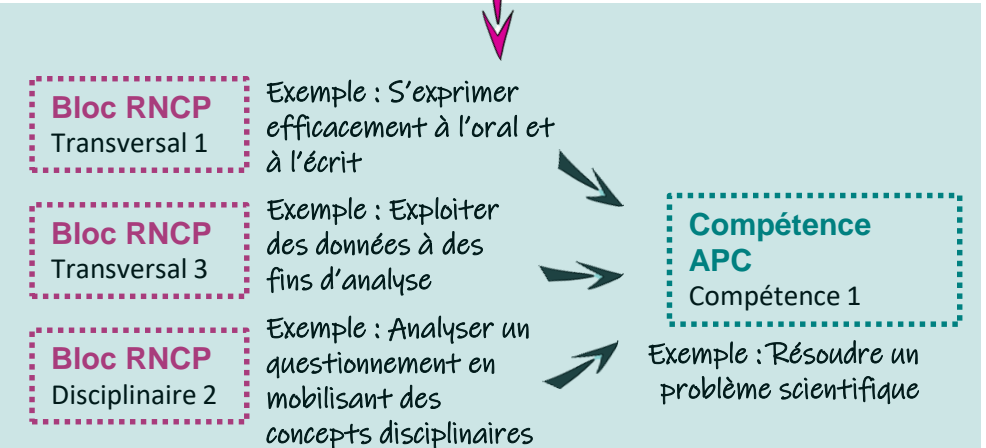 Bloc RNCP
Transversal 1
Exemple : S'exprimer
efficacement à l'oral et
à l'écrit
Bloc RNCP
Transversal 3
Exemple : Exploiter
des données à des
fins d'analyse
Bloc RNCP
Disciplinaire 2
Exemple : Analyser un
questionnement en
mobilisant des
concepts disciplinaires
Compétence
APC
Compétence 1
Exemple : Résoudre un
problème scientifique